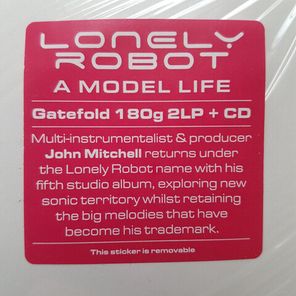 LONELY
ROBOT
A MODEL LIFE
Gatefold 180g 2LP + CD
Multi-instrumentalist & producer
John Mitchell returns under
the Lonely Robot name with his
fifth studio album, exploring new
sonic territory whilst retaining
the big melodies that have
become his trademark.
This sticker is removable